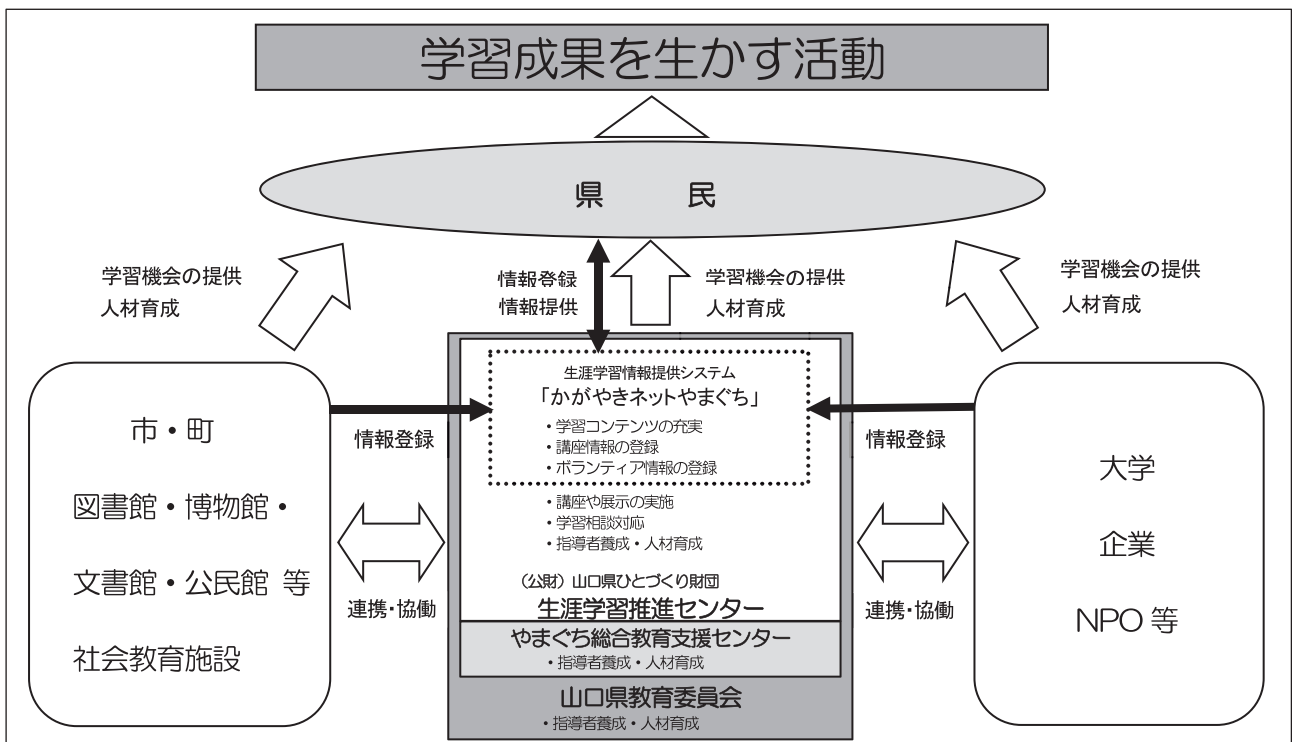 学習成果を生かす活動
県 民
学習機会の提供
人材育成
情報登録
情報提供
学習機会の提供
人材育成
学習機会の提供
人材育成
市・町
図書館・博物館・
文書館・公民館 等
社会教育施設
情報登録
連携・協働
生涯学習情報提供システム
「かがやきネットやまぐち」
・学習コンテンツの充実
・講座情報の登録
・ボランティア情報の登録
・講座や展示の実施
・学習相談対応
・指導者養成・人材育成
(公財)山口県ひとづくり財団
生涯学習推進センター
やまぐち総合教育支援センター
・指導者養成・人材育成
山口県教育委員会
・指導者養成・人材育成
情報登録
連携・協働
大学
企業
NPO 等